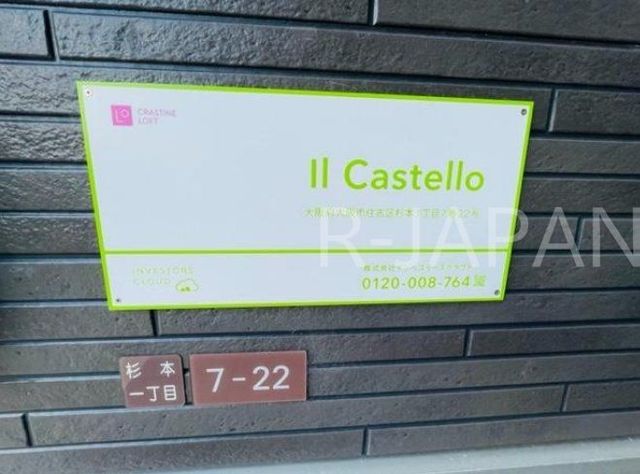 CRASTINE
LOFT
Il Castello
大阪府大阪市住吉区杉本1丁目7番22号
INVESTORS
CLOUD
株式会社インベスターズクラウド
0120-008-764
R-JAPAN
杉本
一丁目
7-22